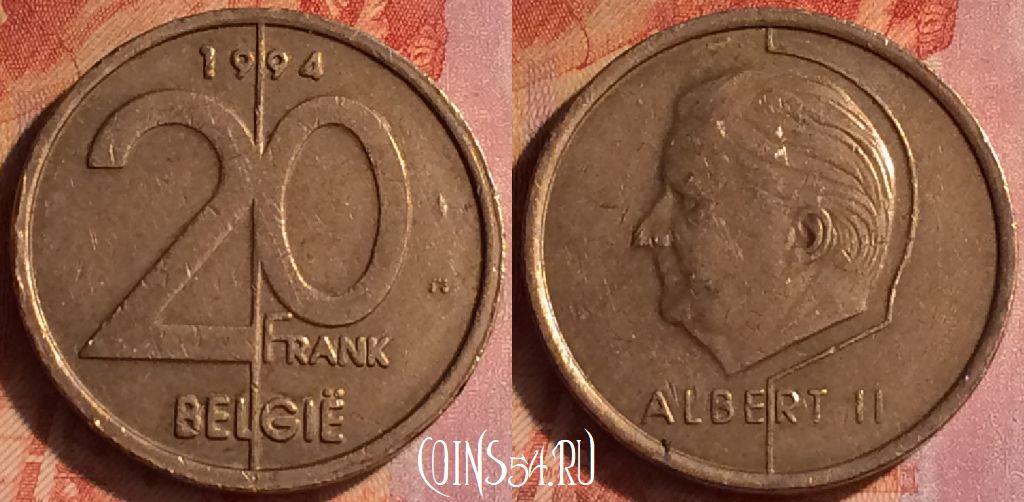 1994
20
FRANK
BELGIË
ALBERT II
COINS54.RU